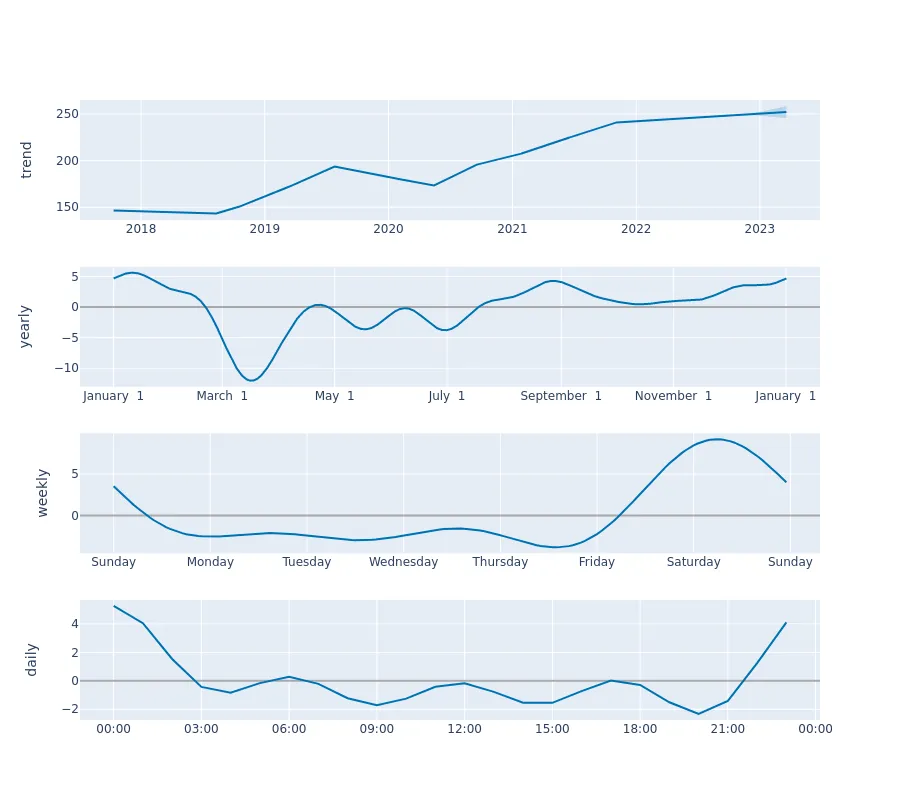 trend
250
200
150
2018 2019 2020 2021 2022 2023
yearly
5
0
−5
−10
January 1 March 1 May 1 July 1 September 1 November 1 January 1
weekly
5
0
Sunday Monday Tuesday Wednesday Thursday Friday Saturday Sunday
daily
4
2
0
−2
00:00 03:00 06:00 09:00 12:00 15:00 18:00 21:00 00:00